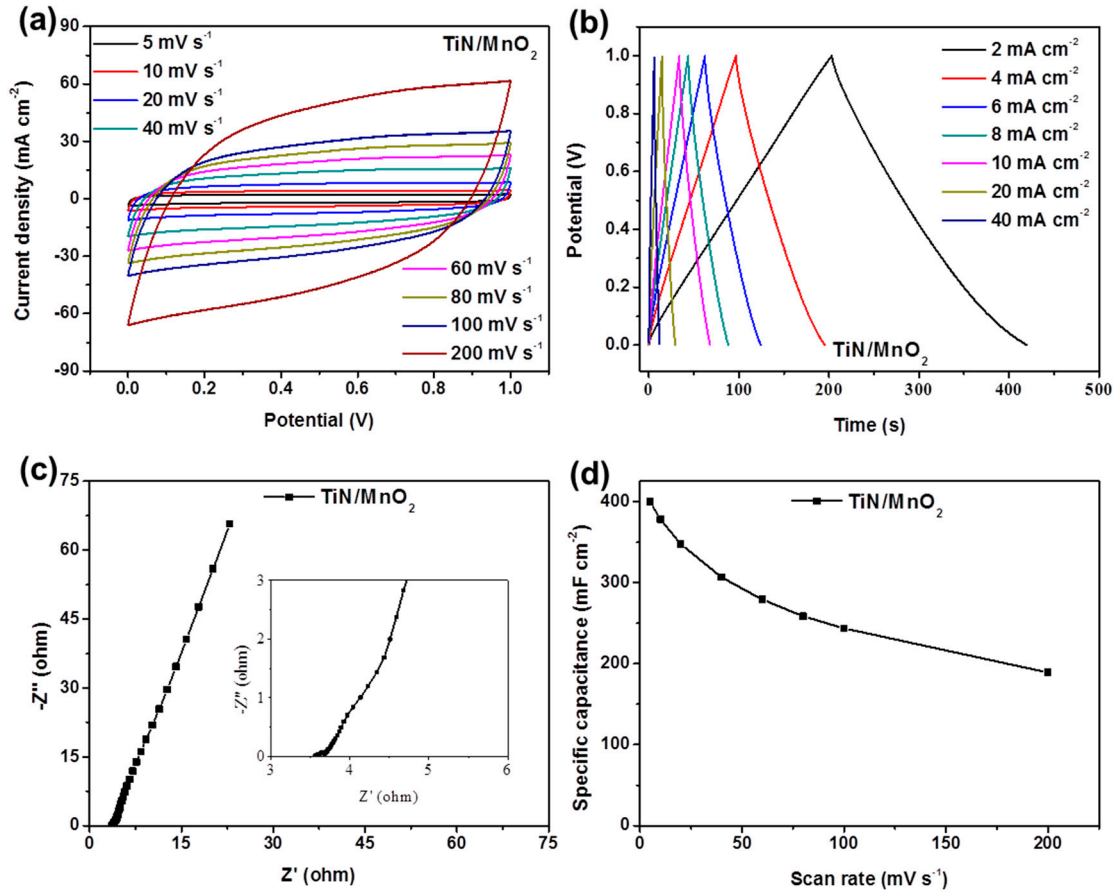 (a)
90
60
30
0
-30
-60
-90
Current density (mA cm⁻²)
5 mV s⁻¹
10 mV s⁻¹
20 mV s⁻¹
40 mV s⁻¹
TiN/MnO₂
60 mV s⁻¹
80 mV s⁻¹
100 mV s⁻¹
200 mV s⁻¹
0.0 0.2 0.4 0.6 0.8 1.0
Potential (V)
(b)
1.0
0.8
0.6
0.4
0.2
0.0
Potential (V)
2 mA cm⁻²
4 mA cm⁻²
6 mA cm⁻²
8 mA cm⁻²
10 mA cm⁻²
20 mA cm⁻²
40 mA cm⁻²
TiN/MnO₂
0 100 200 300 400 500
Time (s)
(c)
75
60
45
30
15
0
-Z'' (ohm)
TiN/MnO₂
3
2
1
0
-Z'' (ohm)
3 4 5 6
Z' (ohm)
0 15 30 45 60 75
Z' (ohm)
(d)
400
300
200
100
0
Specific capacitance (mF cm⁻²)
TiN/MnO₂
0 50 100 150 200
Scan rate (mV s⁻¹)